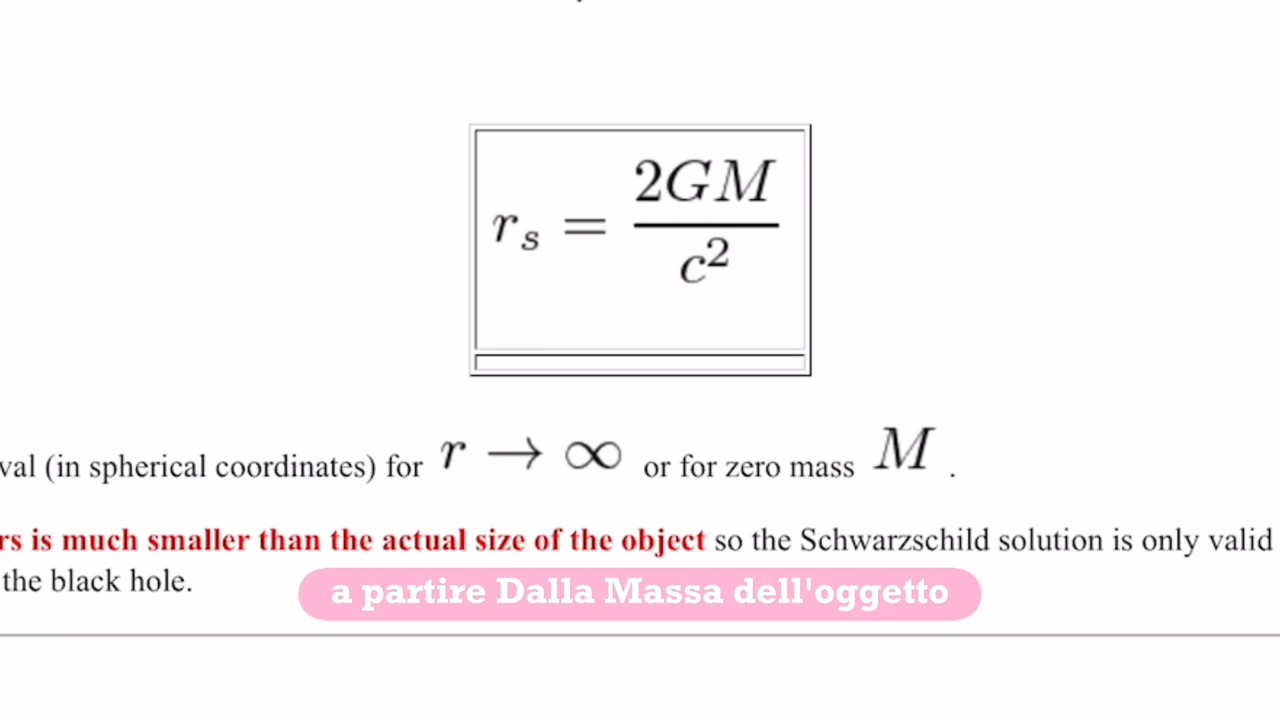 r_s = 2GM / c^2
val (in spherical coordinates) for r → ∞ or for zero mass M .
rs is much smaller than the actual size of the object so the Schwarzschild solution is only valid
the black hole.
a partire Dalla Massa dell'oggetto